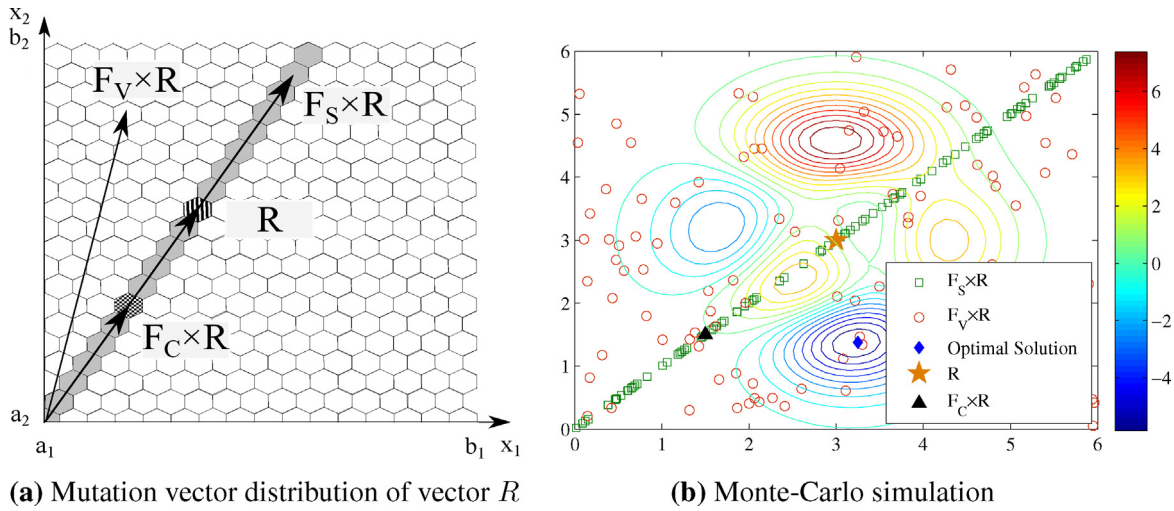 x2
b2
FV×R
FS×R
R
FC×R
a2
a1
b1 x1
(a) Mutation vector distribution of vector R
6
5
4
3
2
1
0
0 1 2 3 4 5 6
FS×R
FV×R
Optimal Solution
R
FC×R
6
4
2
0
−2
−4
(b) Monte-Carlo simulation